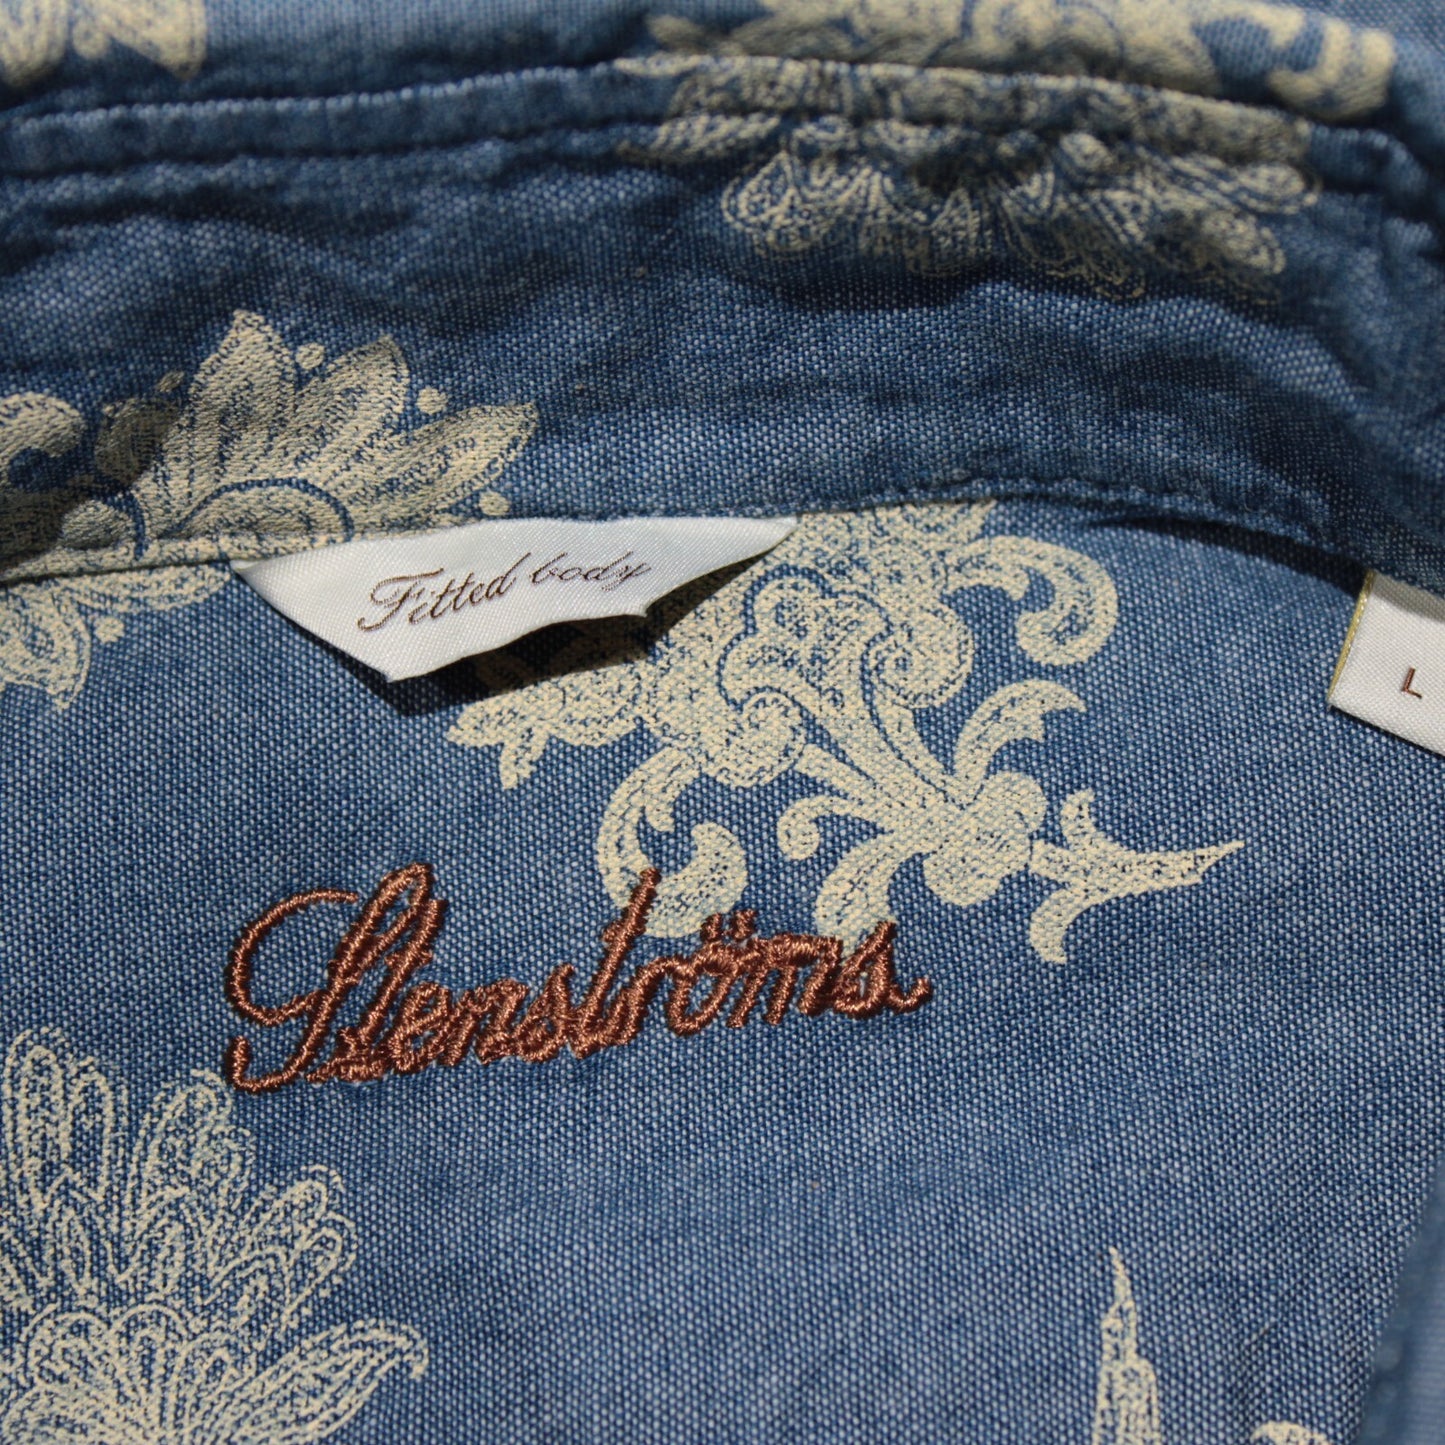 Fitted body
L
Stenströms